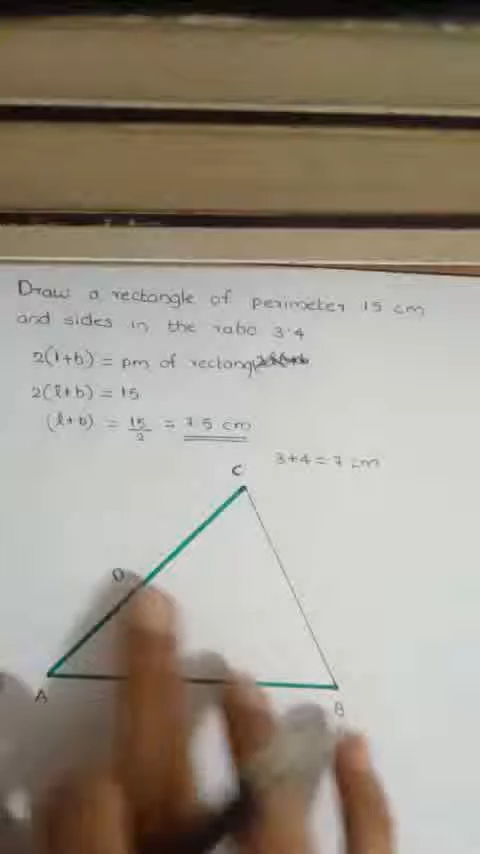 Draw a rectangle of perimeter 15 cm
and sides in the ratio 3:4
2(l+b) = pm of rectangle
2(l+b) = 15
(l+b) = 15/2 = 7.5 cm
3+4=7 cm
C
D
A
B